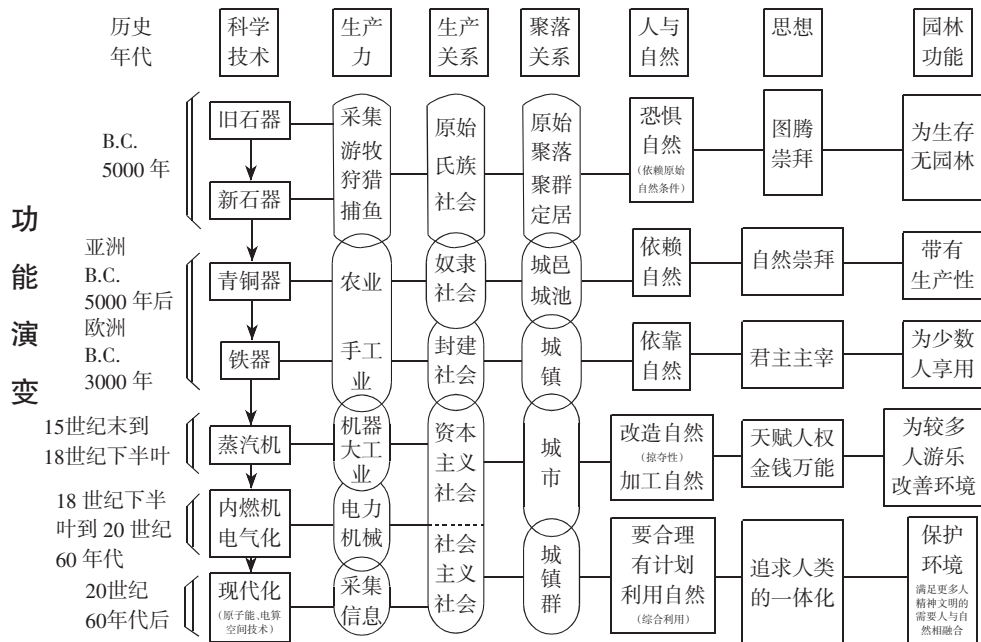 历史
年代
科学
技术
生产
力
生产
关系
聚落
关系
人与
自然
思想
园林
功能
功能演变
B.C.
5000 年
旧石器
新石器
采集
游牧
狩猎
捕鱼
原始
氏族
社会
原始
聚落
聚群
定居
恐惧
自然
(依赖原始
自然条件)
图腾
崇拜
为生存
无园林
亚洲
B.C.
5000 年后
欧洲
B.C.
3000 年
青铜器
农业
奴隶
社会
城邑
城池
依赖
自然
自然崇拜
带有
生产性
铁器
手工
业
封建
社会
城
镇
依靠
自然
君主主宰
为少数
人享用
15世纪末到
18世纪下半叶
蒸汽机
机器
大工
业
资本
主义
社会
城
市
改造自然
(掠夺性)
加工自然
天赋人权
金钱万能
为较多
人游乐
改善环境
18 世纪下半
叶到 20 世纪
60 年代
内燃机
电气化
电力
机械
社会
主义
社会
城
镇
群
要合理
有计划
利用自然
(综合利用)
追求人类
的一体化
保护
环境
满足更多人
精神文明的
需要人与自
然相融合
20世纪
60年代后
现代化
(原子能、电算
空间技术)
采集
信息